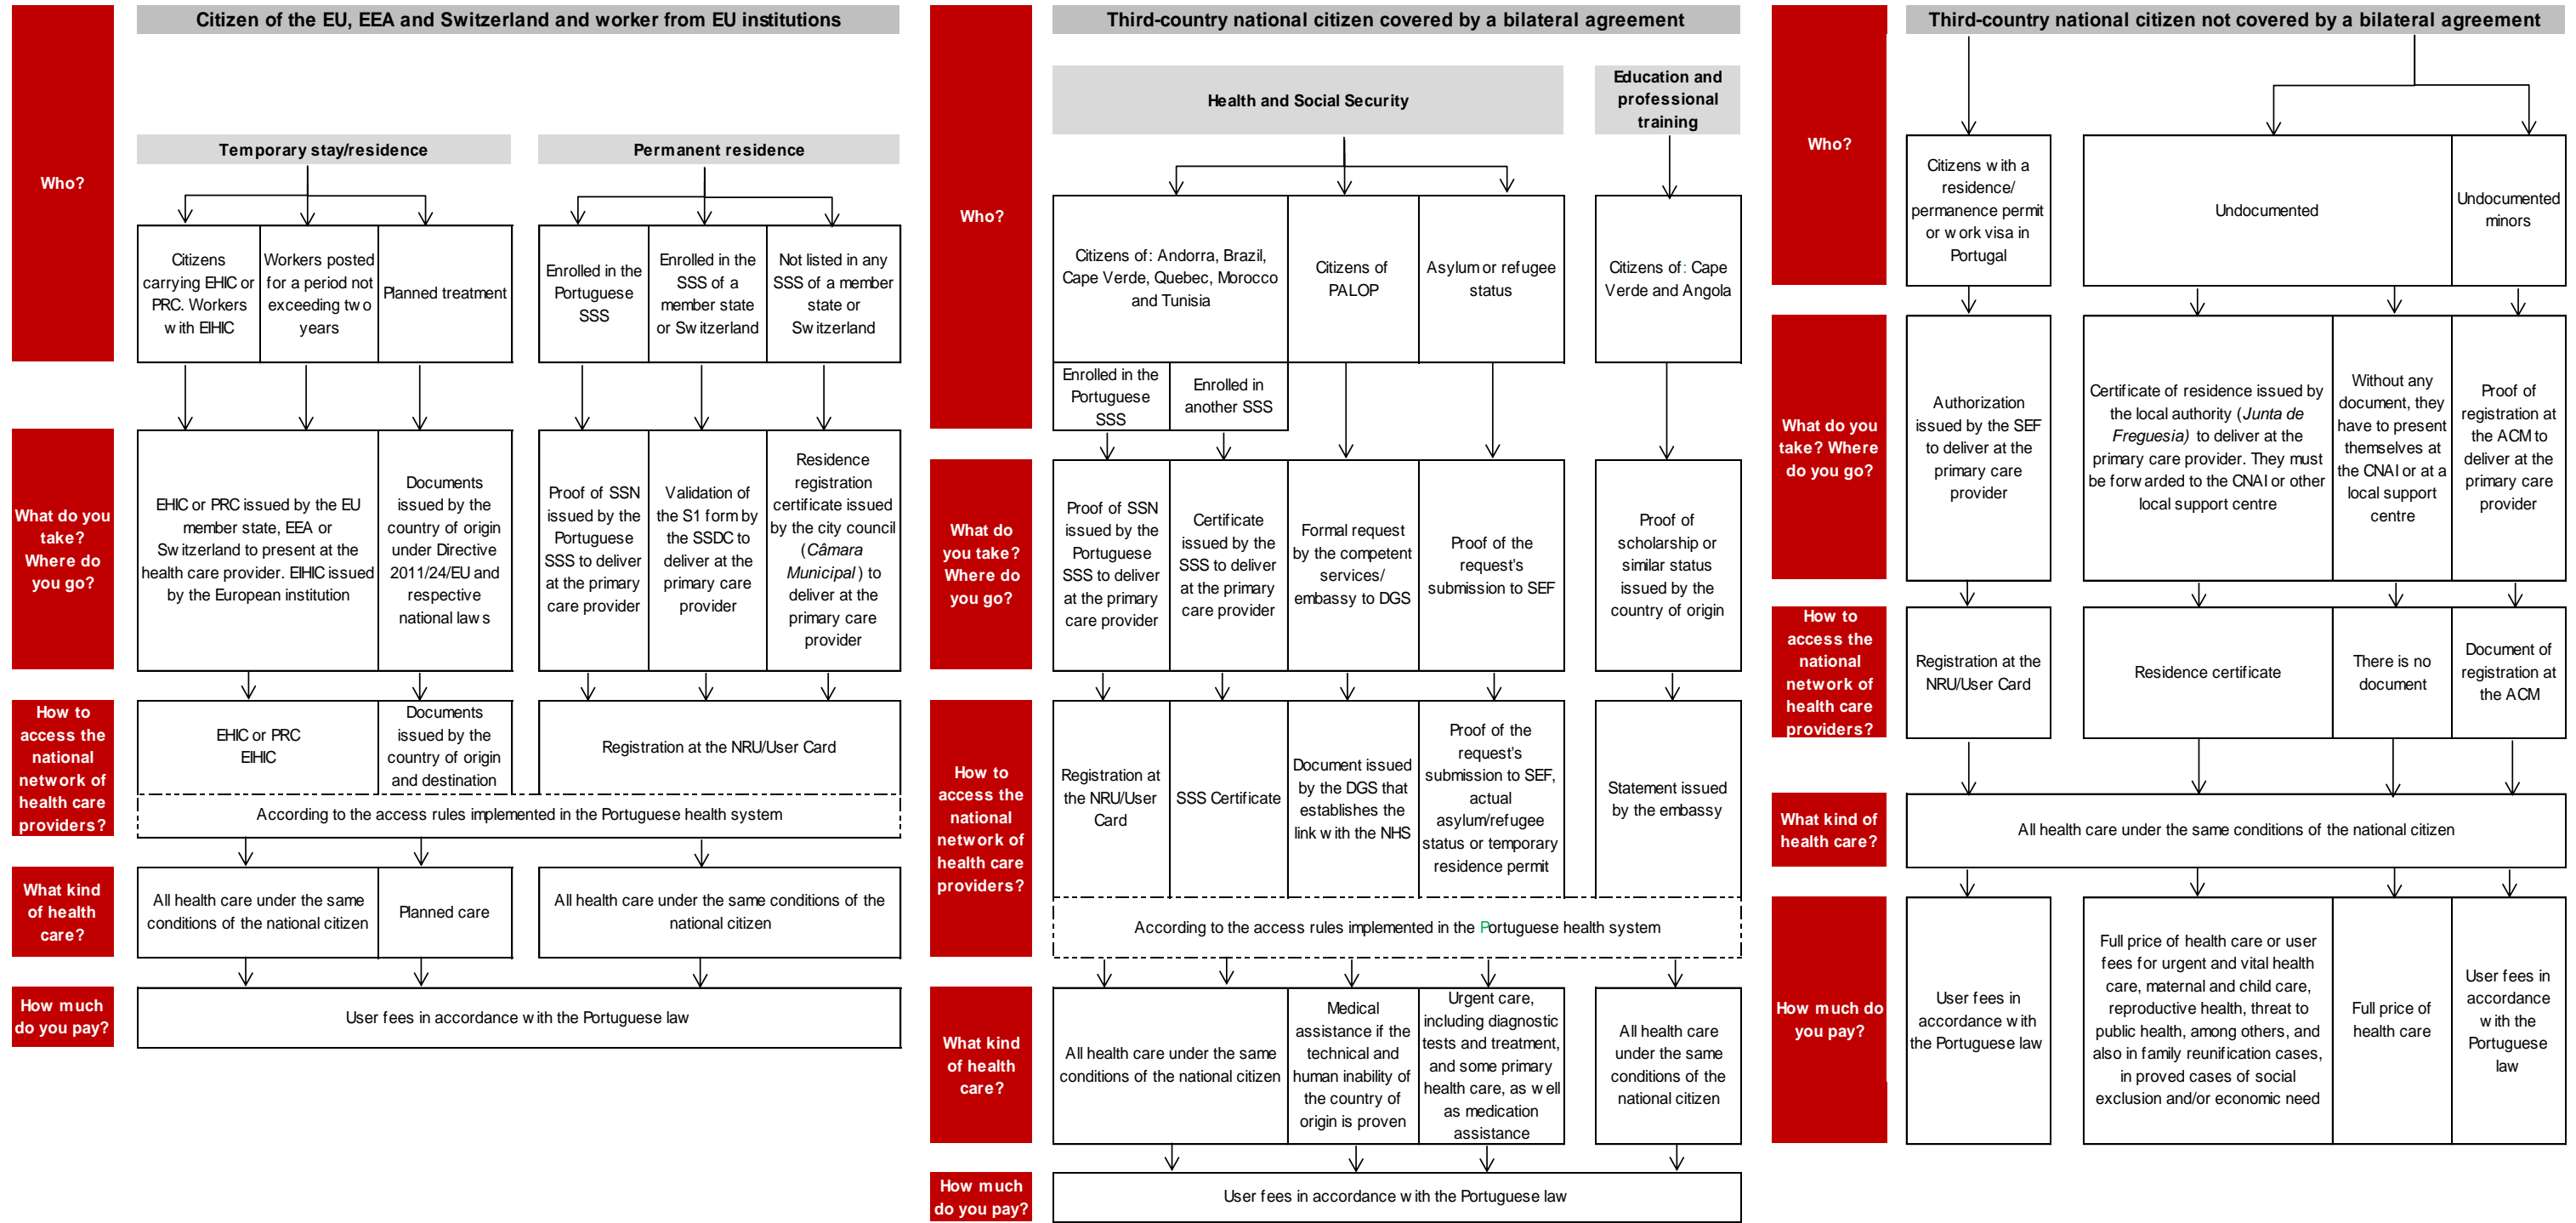 Citizen of the EU, EEA and Switzerland and worker from EU institutions
Who?
Temporary stay/residence
Permanent residence
Citizens
carrying EHIC or
PRC. Workers
with EIHIC
Workers posted
for a period not
exceeding two
years
Planned treatment
Enrolled in the
Portuguese
SSS
Enrolled in the
SSS of a
member state
or Switzerland
Not listed in any
SSS of a member
state or
Switzerland
What do you
take?
Where do
you go?
EHIC or PRC issued by the EU
member state, EEA or
Switzerland to present at the
health care provider. EIHIC issued
by the European institution
Documents
issued by the
country of origin
under Directive
2011/24/EU and
respective
national laws
Proof of SSN
issued by the
Portuguese
SSS to deliver
at the primary
care provider
Validation of
the S1 form by
the SSDC to
deliver at the
primary care
provider
Residence
registration
certificate issued
by the city council
(Câmara
Municipal) to
deliver at the
primary care
provider
How to
access the
national
network of
health care
providers?
EHIC or PRC
EIHIC
Documents
issued by the
country of origin
and destination
Registration at the NRU/User Card
According to the access rules implemented in the Portuguese health system
What kind
of health
care?
All health care under the same
conditions of the national citizen
Planned care
All health care under the same conditions of the
national citizen
How much
do you pay?
User fees in accordance with the Portuguese law
Third-country national citizen covered by a bilateral agreement
Who?
Health and Social Security
Education and
professional
training
Citizens of: Andorra, Brazil,
Cape Verde, Quebec, Morocco
and Tunisia
Citizens of
PALOP
Asylum or refugee
status
Citizens of: Cape
Verde and Angola
Enrolled in the
Portuguese
SSS
Enrolled in
another SSS
What do
you take?
Where do
you go?
Proof of SSN
issued by the
Portuguese
SSS to deliver
at the primary
care provider
Certificate
issued by the
SSS to deliver
at the primary
care provider
Formal request
by the competent
services/
embassy to DGS
Proof of the
request's
submission to SEF
Proof of
scholarship or
similar status
issued by the
country of origin
How to
access the
national
network of
health care
providers?
Registration at
the NRU/User
Card
SSS Certificate
Document issued
by the DGS that
establishes the
link with the NHS
Proof of the
request's
submission to SEF,
actual
asylum/refugee
status or temporary
residence permit
Statement issued
by the embassy
According to the access rules implemented in the Portuguese health system
What kind
of health
care?
All health care under the same
conditions of the national citizen
Medical
assistance if the
technical and
human inability of
the country of
origin is proven
Urgent care,
including diagnostic
tests and treatment,
and some primary
health care, as well
as medication
assistance
All health care
under the same
conditions of the
national citizen
How much
do you pay?
User fees in accordance with the Portuguese law
Third-country national citizen not covered by a bilateral agreement
Who?
Citizens with a
residence/
permanence permit
or work visa in
Portugal
Undocumented
Undocumented
minors
What do you
take? Where
do you go?
Authorization
issued by the SEF
to deliver at the
primary care
provider
Certificate of residence issued by
the local authority (Junta de
Freguesia) to deliver at the
primary care provider. They must
be forwarded to the CNAI or other
local support centre
Without any
document, they
have to present
themselves at
the CNAI or at a
local support
centre
Proof of
registration at
the ACM to
deliver at the
primary care
provider
How to
access the
national
network of
health care
providers?
Registration at the
NRU/User Card
Residence certificate
There is no
document
Document of
registration at
the ACM
What kind of
health care?
All health care under the same conditions of the national citizen
How much do
you pay?
User fees in
accordance with
the Portuguese law
Full price of health care or user
fees for urgent and vital health
care, maternal and child care,
reproductive health, threat to
public health, among others, and
also in family reunification cases,
in proved cases of social
exclusion and/or economic need
Full price of
health care
User fees in
accordance
with the
Portuguese
law